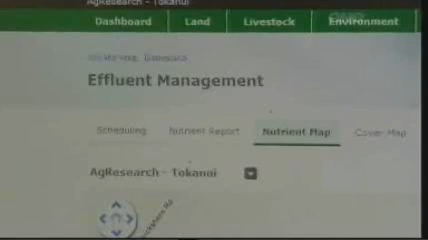 AgResearch - Tokanui
Dashboard Land Livestock Environment
Effluent Management
Scheduling Nutrient Report Nutrient Map Cover Map
AgResearch - Tokanui